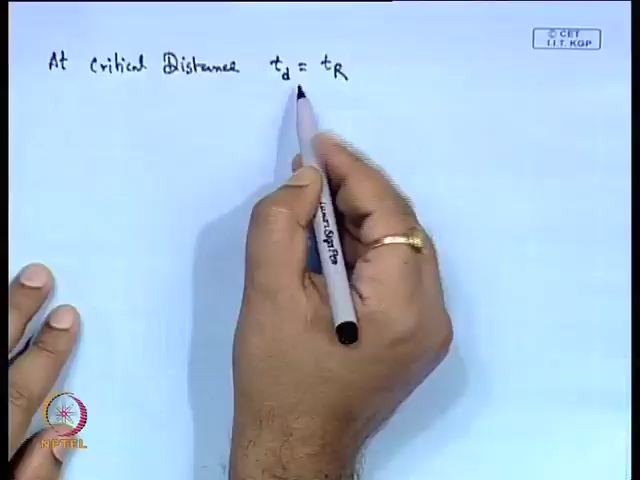 At Critical Distance t_d = t_R
© CET
I.I.T. KGP
NPTEL